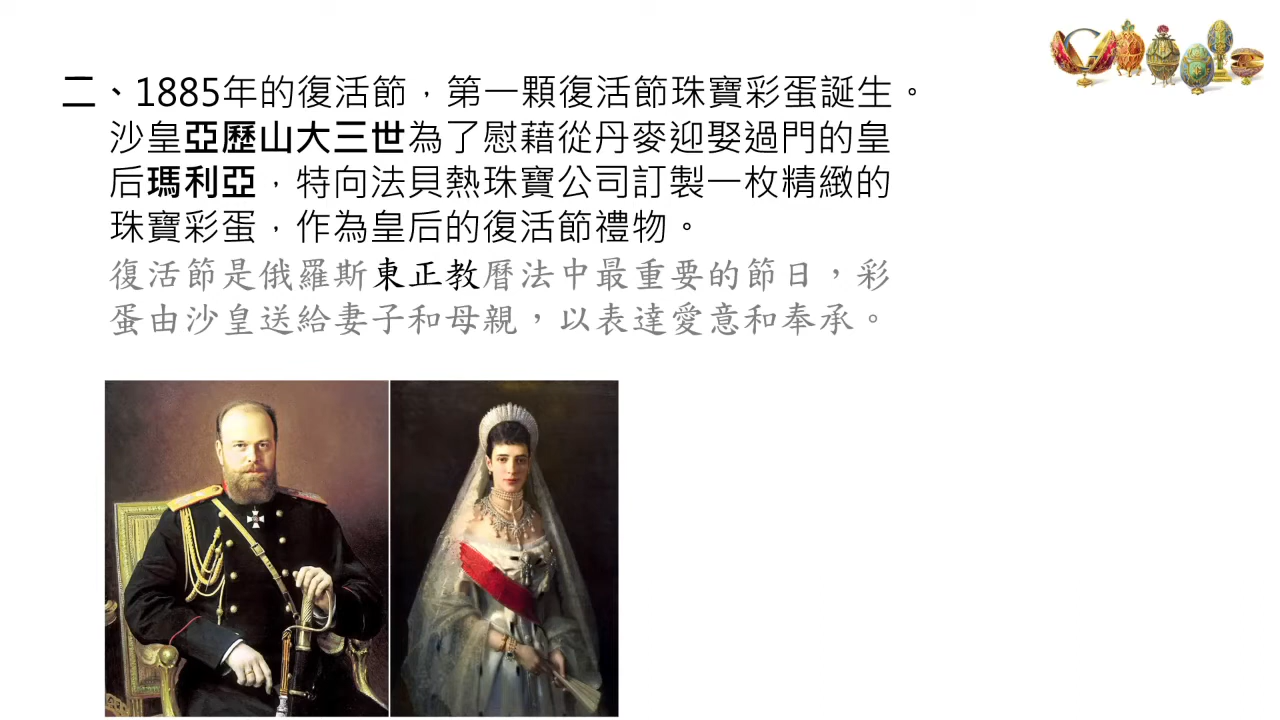 二、1885年的復活節，第一顆復活節珠寶彩蛋誕生。
沙皇亞歷山大三世為了慰藉從丹麥迎娶過門的皇
后瑪利亞，特向法貝熱珠寶公司訂製一枚精緻的
珠寶彩蛋，作為皇后的復活節禮物。
復活節是俄羅斯東正教曆法中最重要的節日，彩
蛋由沙皇送給妻子和母親，以表達愛意和奉承。